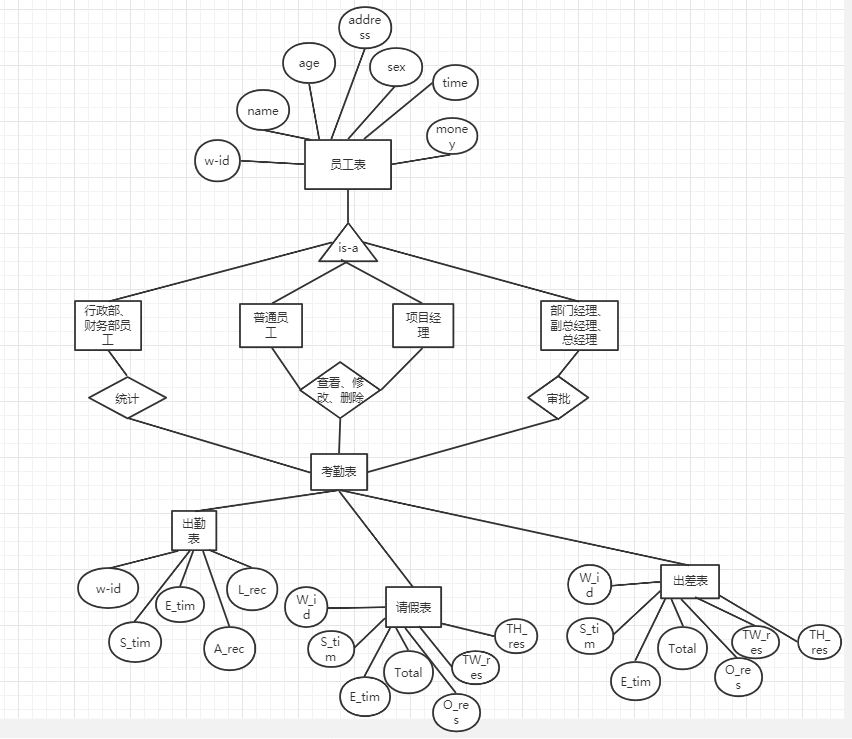 addre
ss
age
sex
time
name
mone
y
w-id
员工表
is-a
行政部、
财务部员
工
普通员
工
项目经
理
部门经理、
副总经理、
总经理
统计
查看、修
改、删除
审批
考勤表
出勤
表
w-id
S_tim
E_tim
A_rec
L_rec
请假表
W_i
d
S_ti
m
E_tim
Total
O_re
s
TW_r
es
TH_
res
出差表
W_i
d
S_ti
m
E_tim
Total
O_re
s
TW_r
es
TH_
res